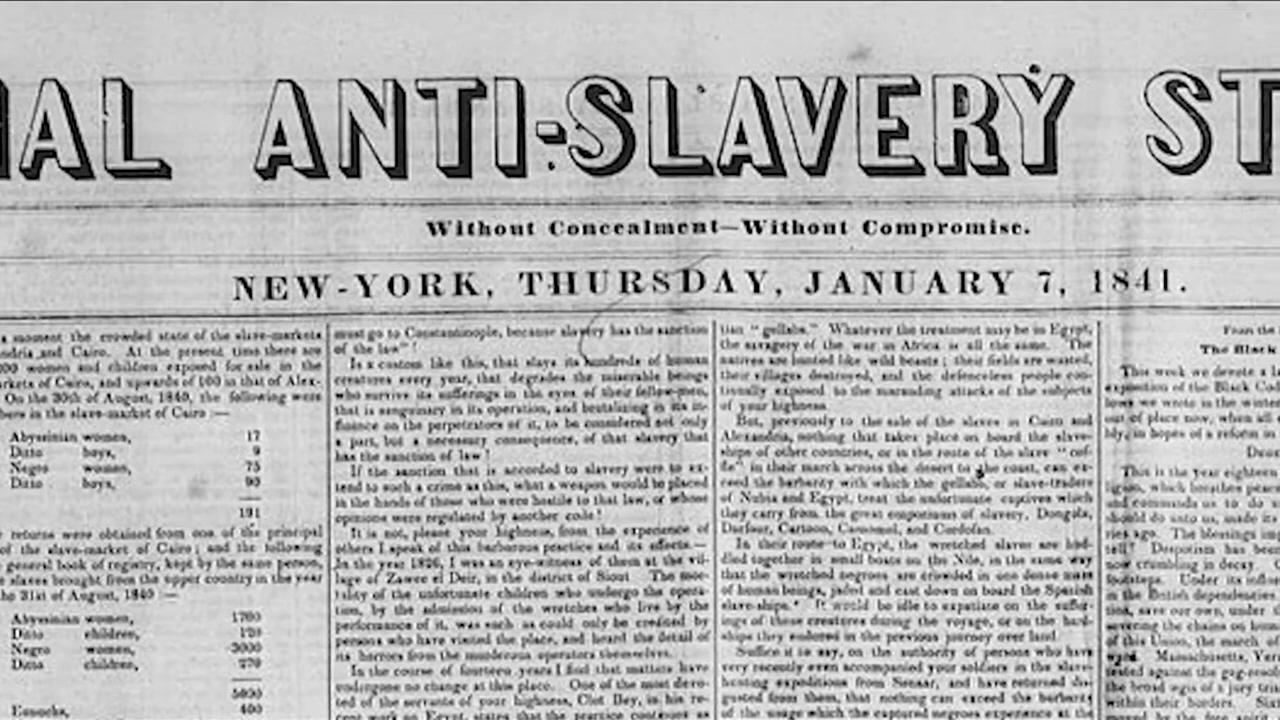 AL ANTI-SLAVERY ST
Without Concealment—Without Compromise.
NEW-YORK, THURSDAY, JANUARY 7, 1841.
a moment the crowded state of the slave-markets
and Cairo. At the present time there are
women and children exposed for sale in the
of Cairo, and upwards of 100 in that of Alex-
On the 30th of August, 1840, the following were
in the slave-market of Cairo :—
Abyssinian women, 17
Ditto boys, 9
Negro women, 75
Ditto boys, 90
191
returns were obtained from one of the principal
of the slave-market of Cairo; and the following
general book of registry, kept by the same person,
slaves brought from the upper country in the year
31st of August, 1840 :—
Abyssinian women, 1700
Ditto children,
Negro women, 3000
Ditto children, 270
400
must go to Constantinople, because slavery has the sanction
of the law"!
Is a custom like this, that slays its hundreds of human
creatures every year, that degrades the miserable beings
who survive its sufferings in the eyes of their fellow-men,
that is sanguinary in its operation, and brutalizing in its in-
fluence on the perpetrators of it, to be considered not only
a part, but a necessary consequence, of that slavery that
has the sanction of law!
If the sanction that is accorded to slavery were to ex-
tend to such a crime as this, what a weapon would be placed
in the hands of those who were hostile to that law, or whose
opinions were regulated by another code!
It is not, please your highness, from the experience of
others I speak of this barbarous practice and its effects.—
In the year 1826, I was an eye-witness of them at the vil-
lage of Zawee el Deir, in the district of Siout The mor-
tality of the unfortunate children who undergo the opera-
tion, by the admission of the wretches who live by the
performance of it, was such as could only be credited by
persons who have visited the place, and heard the detail of
its horrors from the murderous operators themselves.
In the course of fourteen years I find that matters have
undergone no change at this place. One of the most devo-
ted of the servants of your highness, Clot Bey, in his re-
cent work on Egypt, states that the practice continues as
tian "gellabs." Whatever the treatment may be in Egypt,
the savagery of the war in Africa is all the same. The
natives are hunted like wild beasts; their fields are wasted,
their villages destroyed, and the defenceless people con-
tinually exposed to the marauding attacks of the subjects
of your highness.
But, previously to the sale of the slaves in Cairo and
Alexandria, nothing that takes place on board the slave-
ships of other countries, or in the route of the slave "cof-
fle" in their march across the desert to the coast, can ex-
ceed the barbarity with which the gellabs, or slave-traders
of Nubia and Egypt, treat the unfortunate captives which
they carry from the great emporiums of slavery, Dongola,
Darfour, Cartoon, and Cordofan.
In their route to Egypt, the wretched slaves are hud-
dled together in small boats on the Nile, in the same way
that the wretched negroes are crowded in one dense mass
of human beings, and cast down on board the Spanish
slave-ships.* It would be idle to expatiate on the suffer-
ings of those creatures during the voyage, or on the hard-
ships they endured in the previous journey over land.
Suffice it to say, on the authority of persons who have
very recently even accompanied your soldiers in the slave-
hunting expeditions from Senaar, and have returned dis-
gusted from them, that nothing can exceed the barbarity
of the usage which the captured negroes experience at the
From the
The Black
This week we devote a la
exposition of the Black Cod
laws we wrote in the winter
out of place now, when all
bly, in hopes of a reform in
This is the year eighteen
which breathes peace
and commands us to do
should do unto us, made its
ries ago. The blessings imp
tell! Despotism has been
now crumbling in decay.
footsteps. Under its influ
in the British dependencies
tion, save our own, under
severing the chains on hum
of this Union, the march of
Massachusetts, Ver
tested against the gag-
the broad ægis of a jury trial
within their borders.